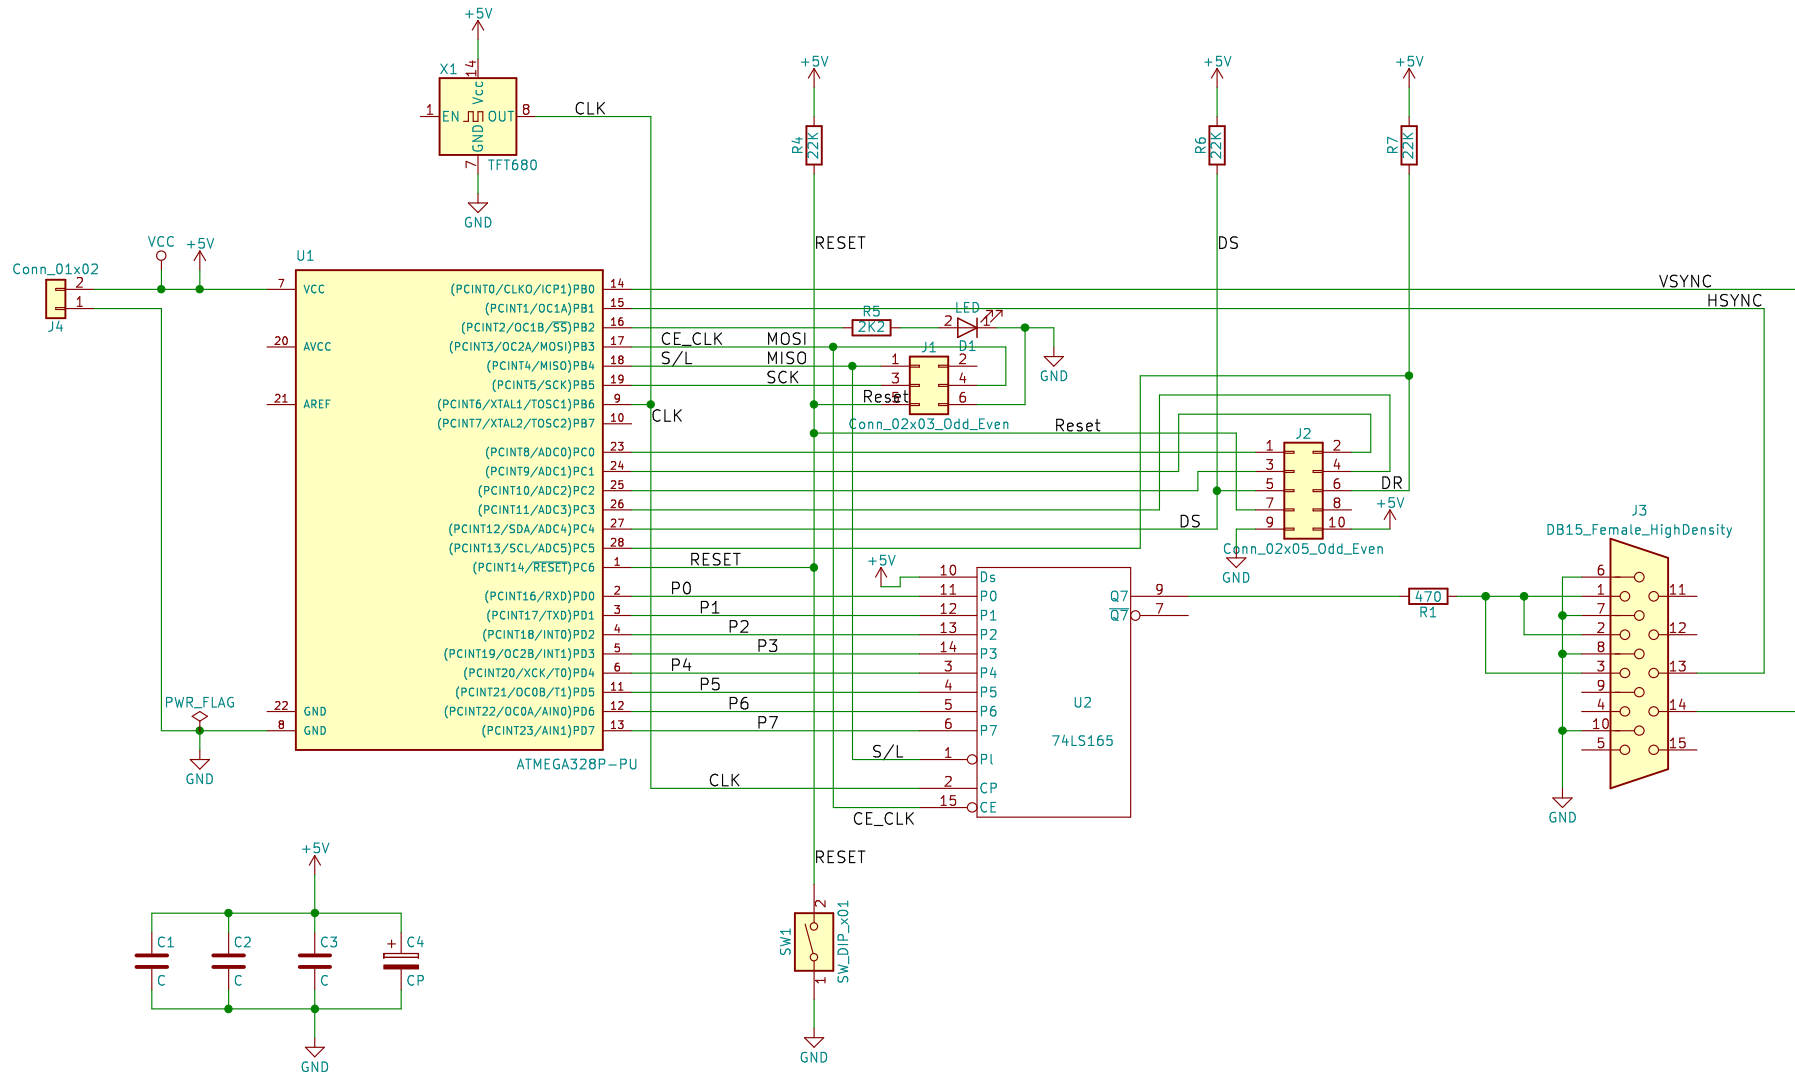 +5V
X1
14
Vcc
1
EN
OUT
8
GND
7
TFT680
GND
CLK
+5V
R4
22K
RESET
+5V
R6
22K
DS
+5V
R7
22K
VCC
+5V
Conn_01x02
2
1
J4
PWR_FLAG
GND
U1
7
VCC
20
AVCC
21
AREF
22
GND
8
GND
(PCINT0/CLKO/ICP1)PB0
14
(PCINT1/OC1A)PB1
15
(PCINT2/OC1B/SS)PB2
16
(PCINT3/OC2A/MOSI)PB3
17
(PCINT4/MISO)PB4
18
(PCINT5/SCK)PB5
19
(PCINT6/XTAL1/TOSC1)PB6
9
(PCINT7/XTAL2/TOSC2)PB7
10
(PCINT8/ADC0)PC0
23
(PCINT9/ADC1)PC1
24
(PCINT10/ADC2)PC2
25
(PCINT11/ADC3)PC3
26
(PCINT12/SDA/ADC4)PC4
27
(PCINT13/SCL/ADC5)PC5
28
(PCINT14/RESET)PC6
1
(PCINT16/RXD)PD0
2
(PCINT17/TXD)PD1
3
(PCINT18/INT0)PD2
4
(PCINT19/OC2B/INT1)PD3
5
(PCINT20/XCK/T0)PD4
6
(PCINT21/OC0B/T1)PD5
11
(PCINT22/OC0A/AIN0)PD6
12
(PCINT23/AIN1)PD7
13
ATMEGA328P-PU
VSYNC
HSYNC
R5
2K2
LED
2
1
D1
GND
CE_CLK
MOSI
S/L
MISO
SCK
CLK
J1
1
2
3
4
5
6
Reset
Conn_02x03_Odd_Even
Reset
J2
1
2
3
4
5
6
7
8
9
10
DR
+5V
DS
Conn_02x05_Odd_Even
GND
RESET
+5V
P0
P1
P2
P3
P4
P5
P6
P7
S/L
CLK
CE_CLK
10
Ds
11
P0
12
P1
13
P2
14
P3
3
P4
4
P5
5
P6
6
P7
1
Pl
2
CP
15
CE
Q7
9
Q7
7
U2
74LS165
470
R1
J3
DB15_Female_HighDensity
6
1
7
2
8
3
9
4
10
5
11
12
13
14
15
GND
RESET
2
SW1
SW_DIP_x01
1
GND
+5V
C1
C
C2
C
C3
C
+
C4
CP
GND